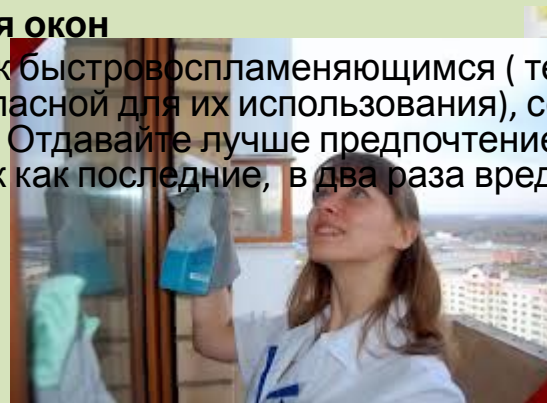 я окон
к быстровоспламеняющимся ( те
пасной для их использования), с
Отдавайте лучше предпочтение
к как последние, в два раза вред